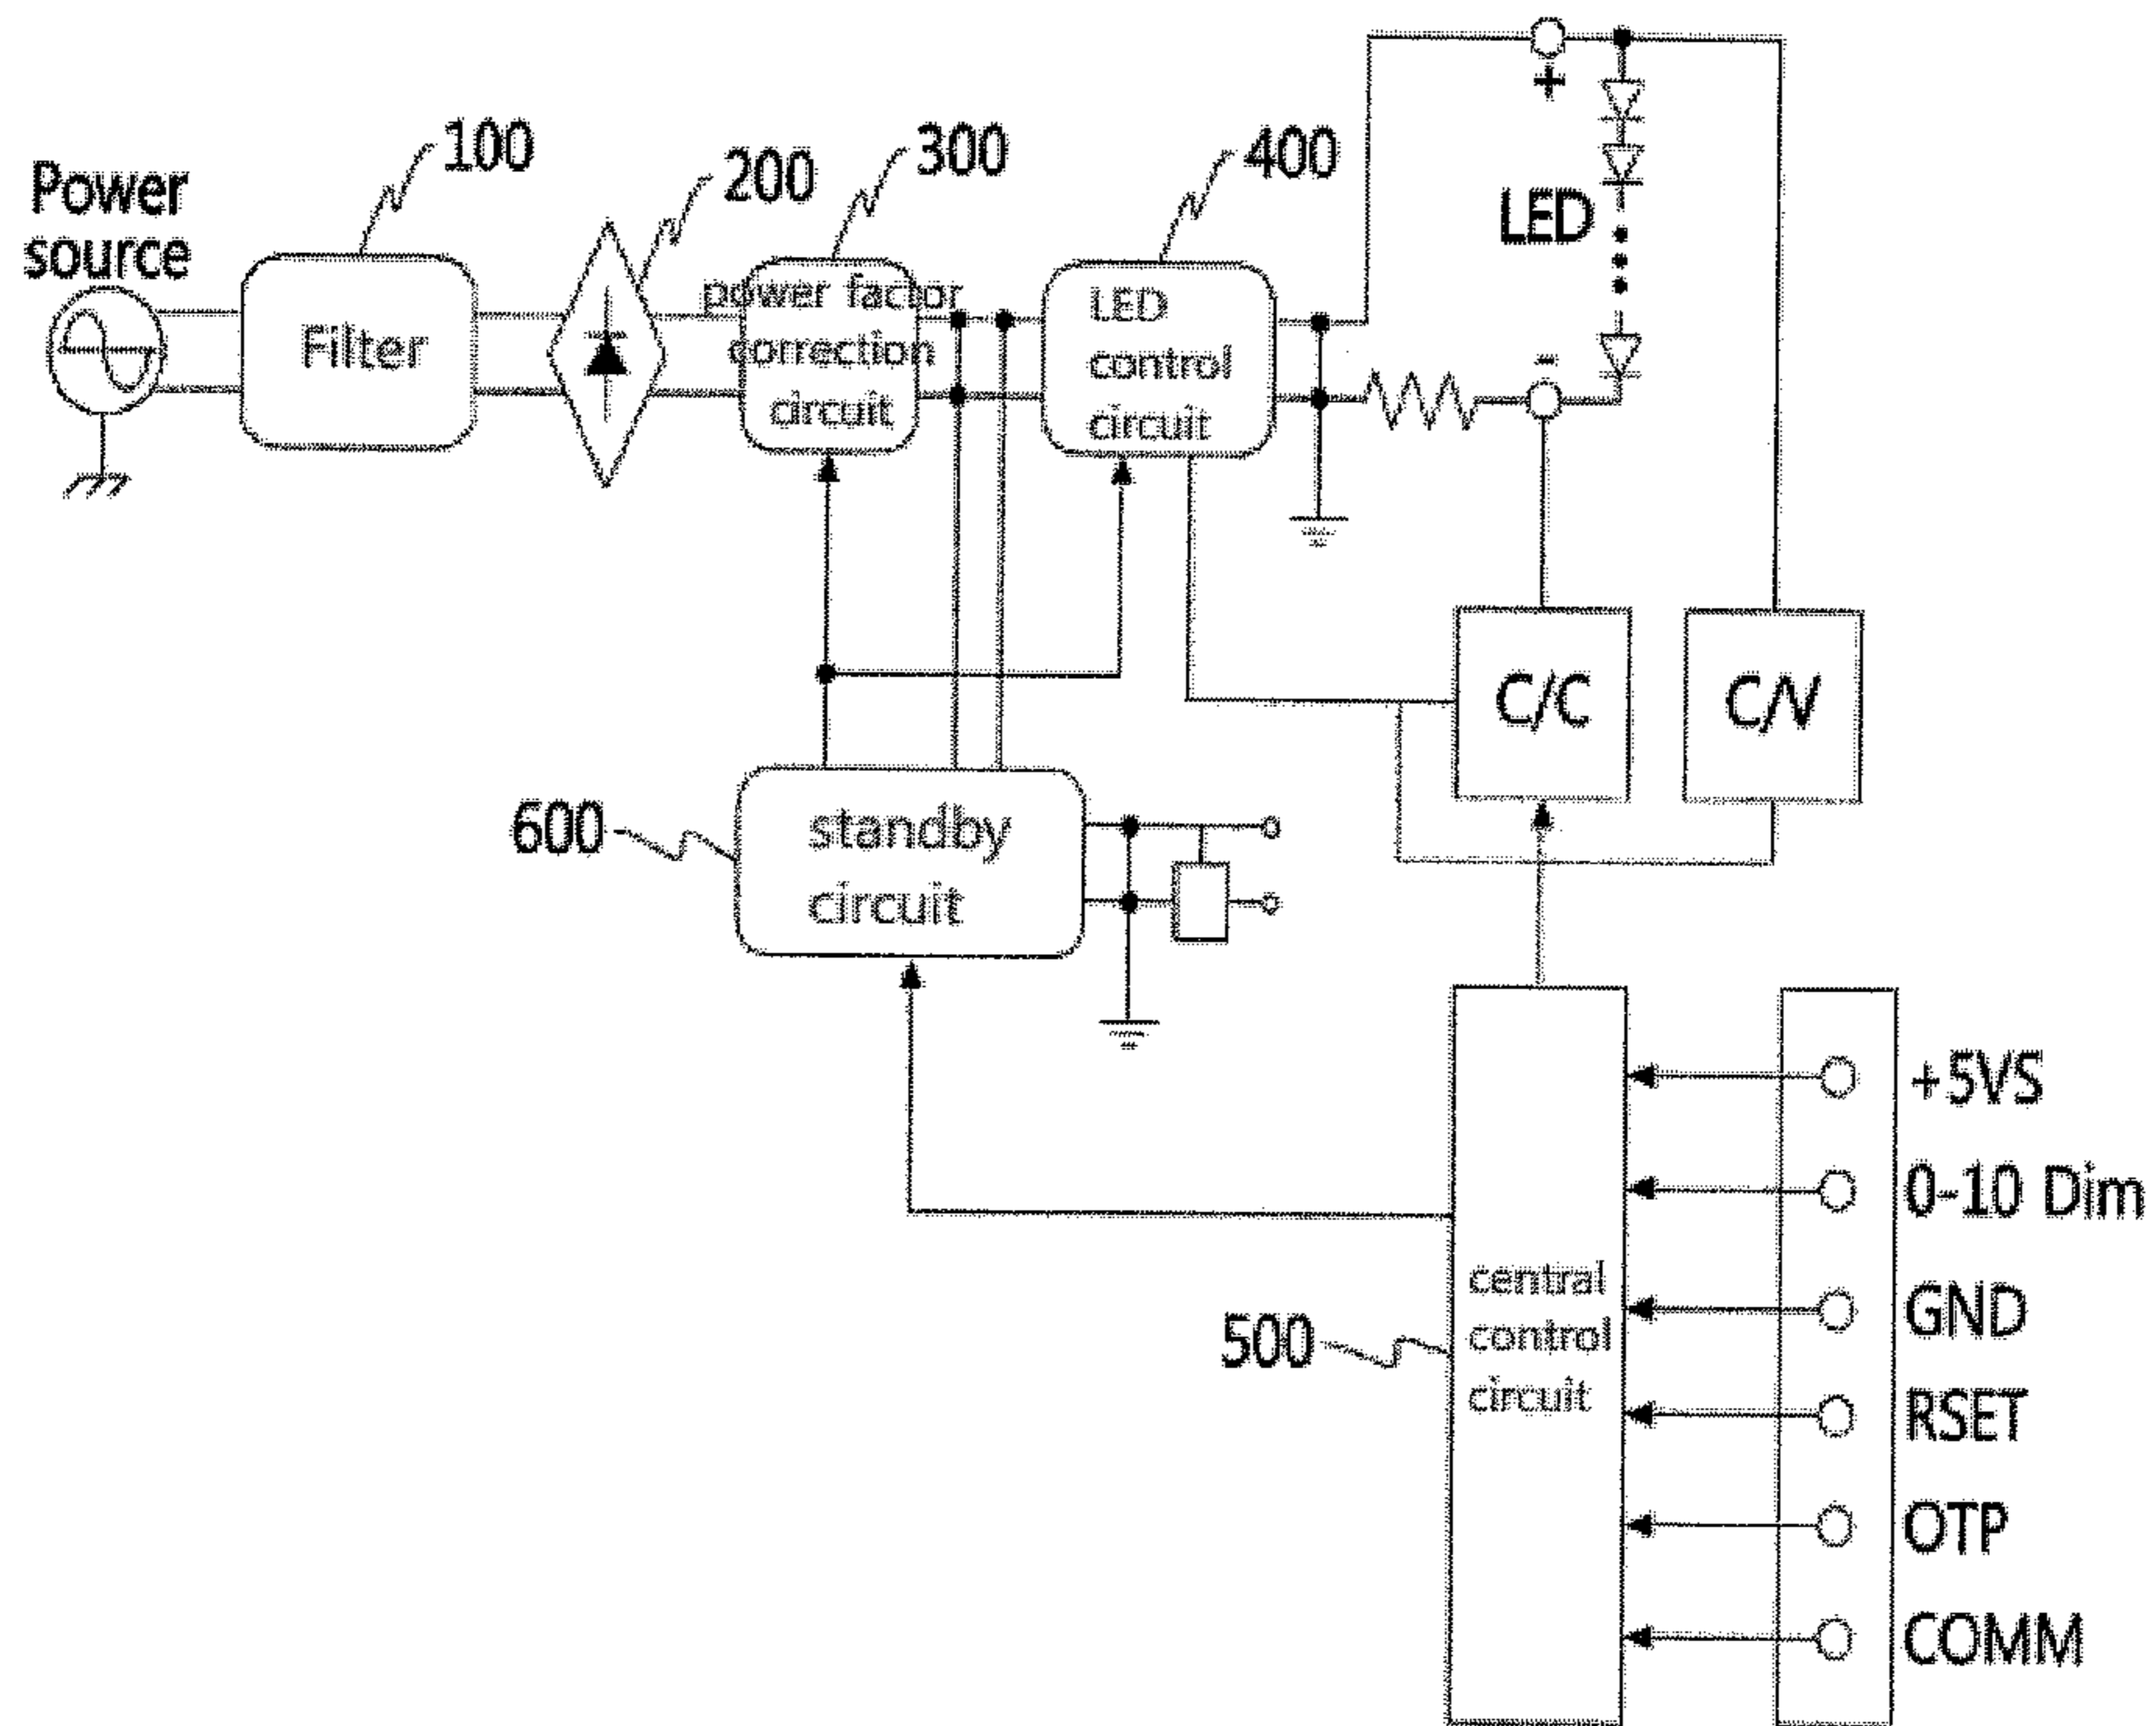 100
200
300
400
Power
source
Filter
power factor
correction
circuit
LED
control
circuit
+
LED
-
C/C
C/V
600
standby
circuit
500
central
control
circuit
+5VS
0-10 Dim
GND
RSET
OTP
COMM